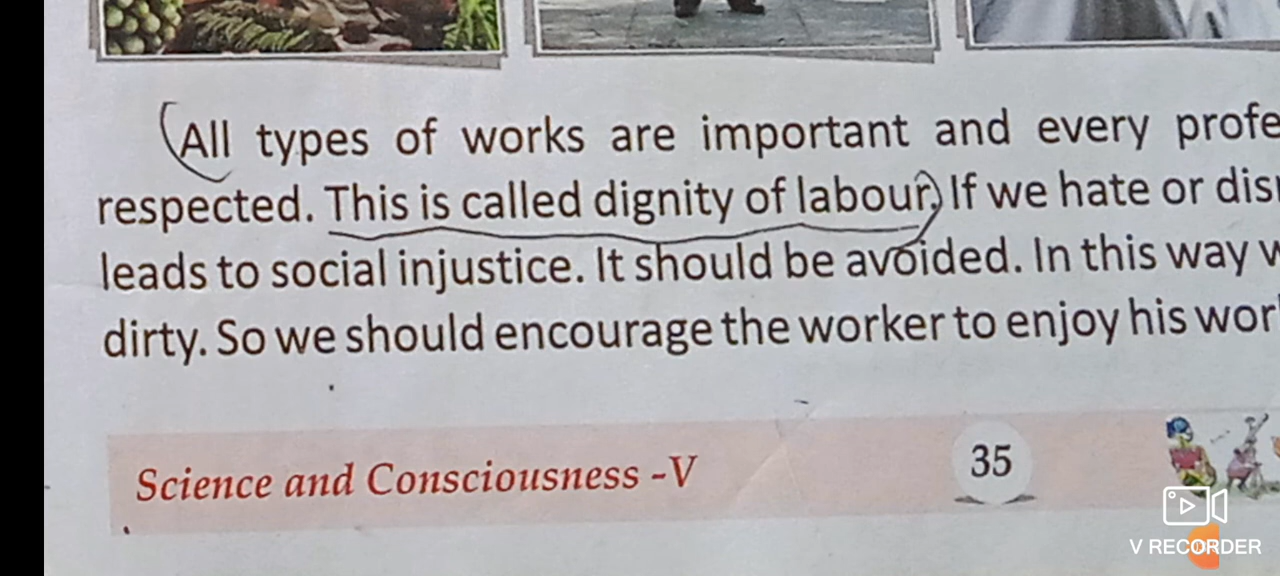 All types of works are important and every profe
respected. This is called dignity of labour. If we hate or dis
leads to social injustice. It should be avoided. In this way w
dirty. So we should encourage the worker to enjoy his wor
Science and Consciousness -V
35
V RECORDER